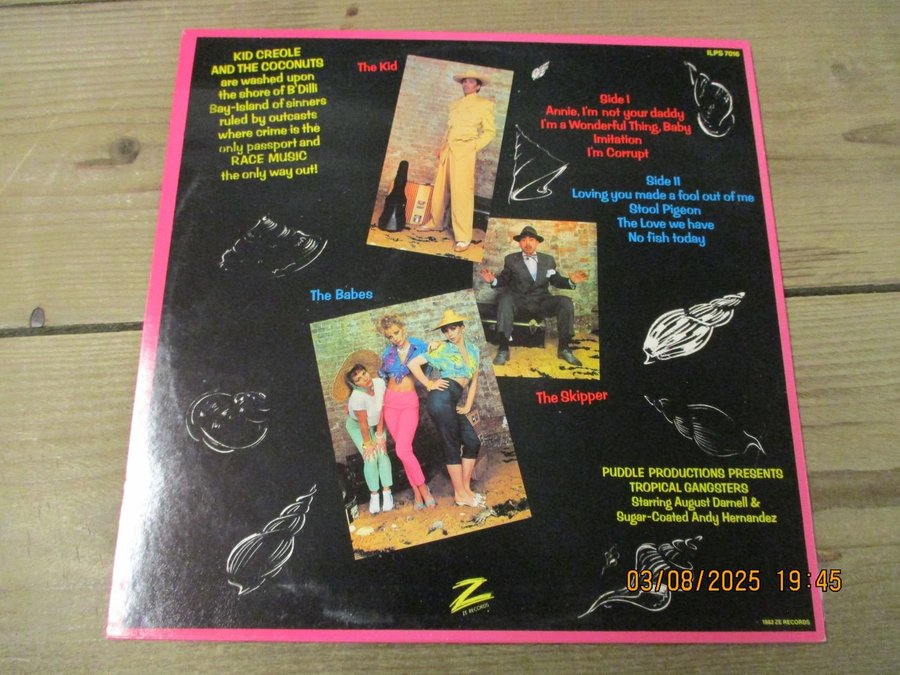 KID CREOLE
AND THE COCONUTS
are washed upon
the shore of B'Dilli
Bay-Island of sinners
ruled by outcasts
where crime is the
only passport and
RACE MUSIC
the only way out!
The Kid
ILPS 7016
Side I
Annie, I'm not your daddy
I'm a Wonderful Thing, Baby
Imitation
I'm Corrupt
Side II
Loving you made a fool out of me
Stool Pigeon
The Love we have
No fish today
The Babes
The Skipper
PUDDLE PRODUCTIONS PRESENTS
TROPICAL GANGSTERS
Starring August Darnell &
Sugar-Coated Andy Hernandez
Z
ZE RECORDS
03/08/2025 19:45
1982 ZE RECORDS